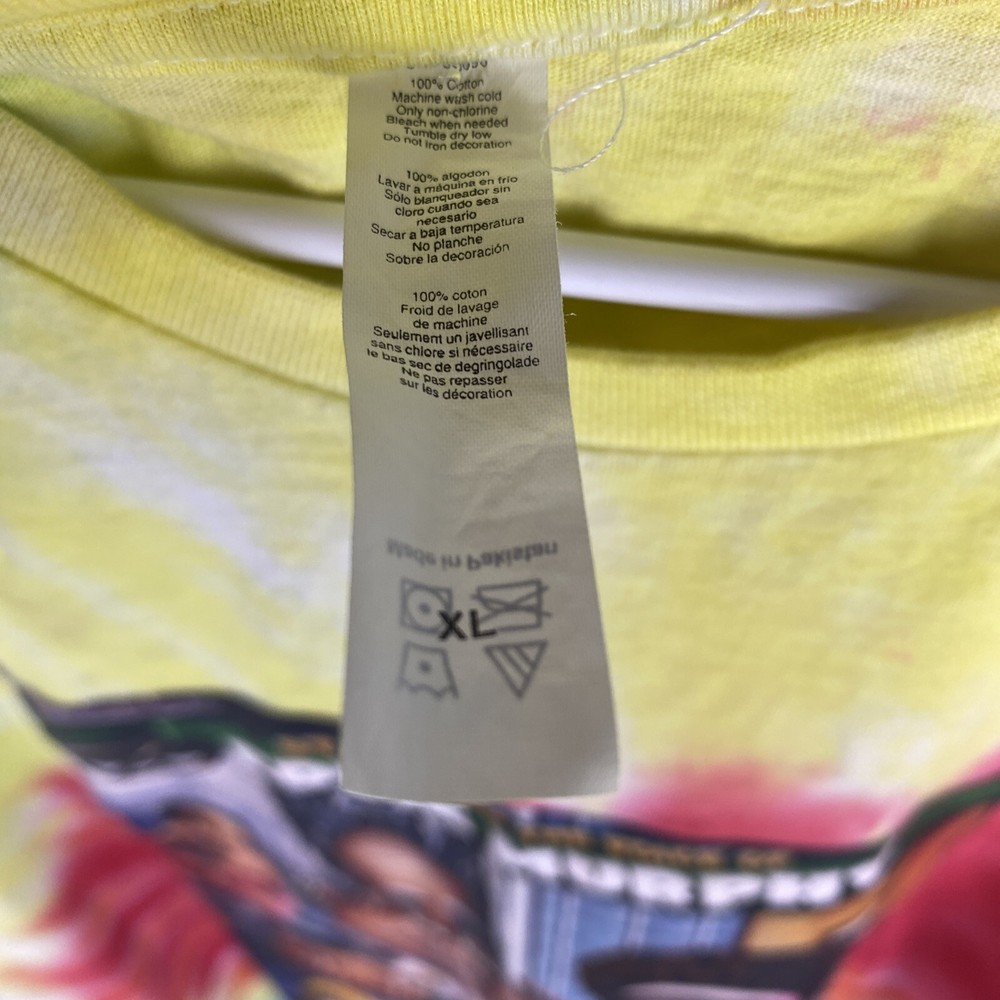 100% Cotton
Machine wash cold
Only non-chlorine
Bleach when needed
Tumble dry low
Do not Iron decoration
100% algodón
Lavar a máquina en frio
Sólo blanqueador sin
cloro cuando sea
necesario
Secar a baja temperatura
No planche
Sobre la decoración
100% coton
Froid de lavage
de machine
Seulement un javellisant
sans chlore si nécessaire
le bas sec de degringolade
Ne pas repasser
sur les décoration
Made in Pakistan
XL
MURPHY